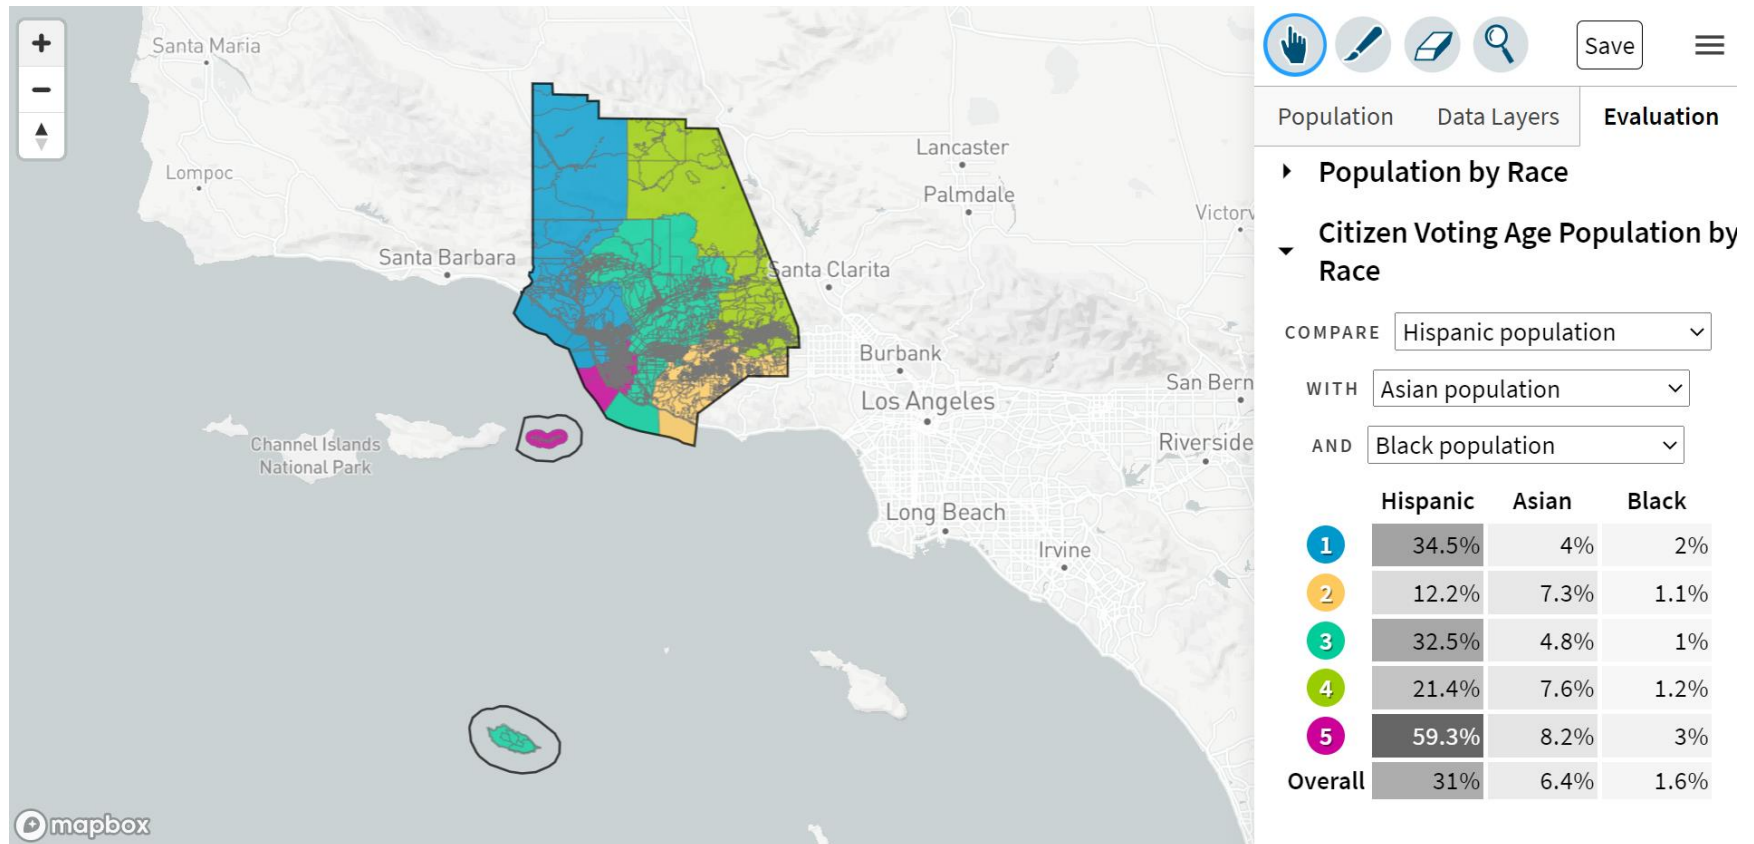 Santa Maria
Lompoc
Santa Barbara
Lancaster
Palmdale
Victorv
Santa Clarita
Burbank
Los Angeles
San Bern
Riverside
Long Beach
Irvine
Channel Islands
National Park
mapbox
Save
Population Data Layers Evaluation
Population by Race
Citizen Voting Age Population by
Race
COMPARE Hispanic population
WITH Asian population
AND Black population
Hispanic Asian Black
1 34.5% 4% 2%
2 12.2% 7.3% 1.1%
3 32.5% 4.8% 1%
4 21.4% 7.6% 1.2%
5 59.3% 8.2% 3%
Overall 31% 6.4% 1.6%